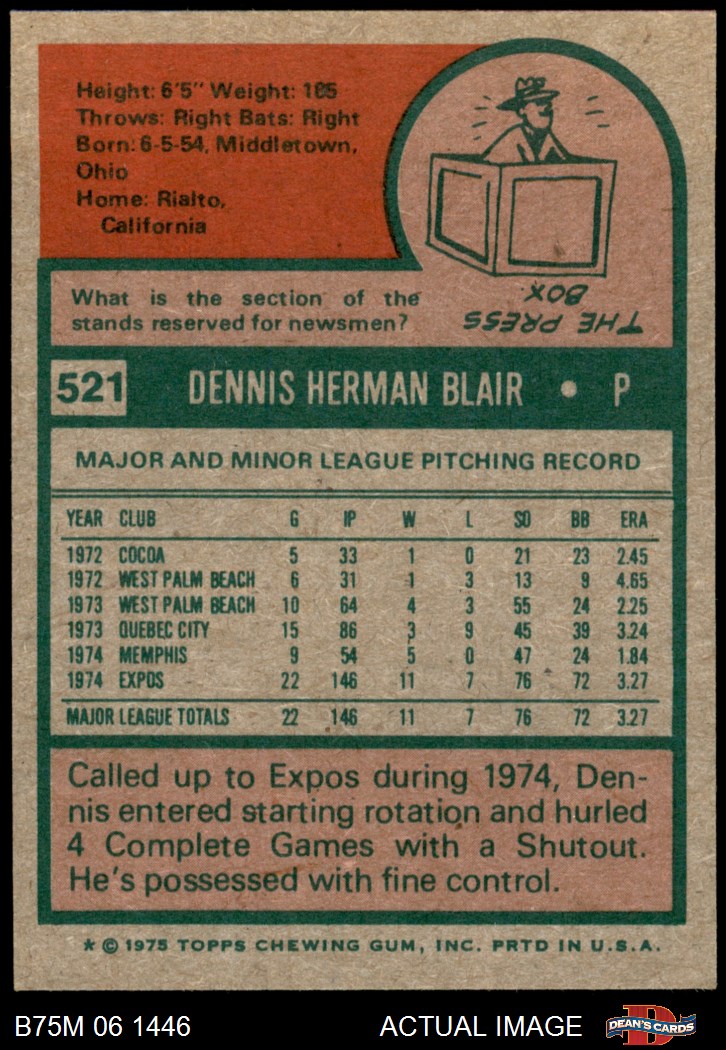 Height: 6'5" Weight: 185
Throws: Right Bats: Right
Born: 6-5-54, Middletown,
Ohio
Home: Rialto,
California
What is the section of the
stands reserved for newsmen?
THE PRESS
BOX
521 DENNIS HERMAN BLAIR • P
MAJOR AND MINOR LEAGUE PITCHING RECORD
YEAR CLUB G IP W L SO BB ERA
1972 COCOA 5 33 1 0 21 23 2.45
1972 WEST PALM BEACH 6 31 1 3 13 9 4.65
1973 WEST PALM BEACH 10 64 4 3 55 24 2.25
1973 QUEBEC CITY 15 86 3 9 45 39 3.24
1974 MEMPHIS 9 54 5 0 47 24 1.84
1974 EXPOS 22 146 11 7 76 72 3.27
MAJOR LEAGUE TOTALS 22 146 11 7 76 72 3.27
Called up to Expos during 1974, Den-
nis entered starting rotation and hurled
4 Complete Games with a Shutout.
He's possessed with fine control.
* © 1975 TOPPS CHEWING GUM, INC. PRTD IN U.S.A.
B75M 06 1446 ACTUAL IMAGE D DEAN'S CARDS